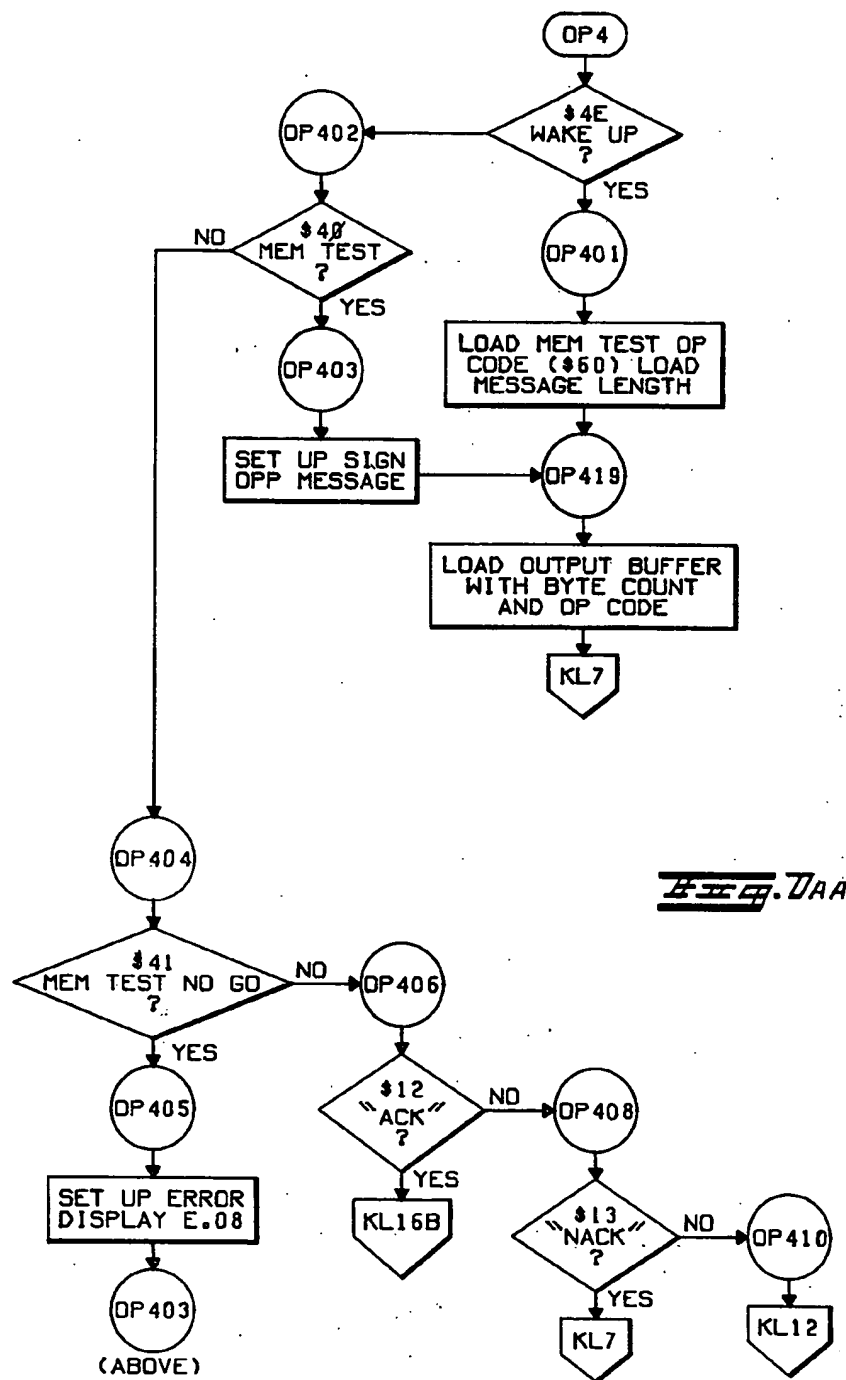 OP4
$4E
WAKE UP
?
YES
OP402
$40
MEM TEST
?
NO
YES
OP401
LOAD MEM TEST OP
CODE ($60) LOAD
MESSAGE LENGTH
OP403
SET UP SIGN
OPP MESSAGE
OP419
LOAD OUTPUT BUFFER
WITH BYTE COUNT
AND OP CODE
KL7
OP404
Fig. DAA
$41
MEM TEST NO GO
?
NO
YES
OP406
OP405
$12
"ACK"
?
NO
YES
OP408
SET UP ERROR
DISPLAY E.08
KL16B
$13
"NACK"
?
NO
YES
OP410
OP403
(ABOVE)
KL7
KL12